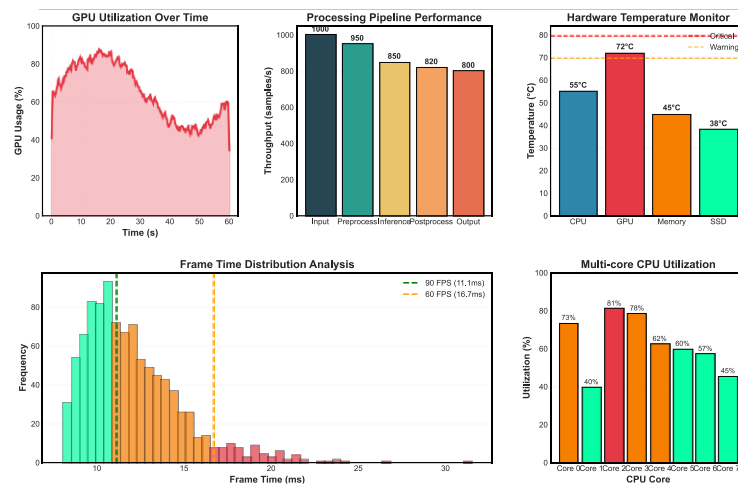 GPU Utilization Over Time
100
80
60
40
20
0
0 10 20 30 40 50 60
GPU Usage (%)
Time (s)
Processing Pipeline Performance
1000
950
850
820
800
1000
800
600
400
200
0
Input Preprocess Inference Postprocess Output
Throughput (samples/s)
Hardware Temperature Monitor
Critical
Warning
55°C
72°C
45°C
38°C
80
70
60
50
40
30
20
10
0
CPU GPU Memory SSD
Temperature (°C)
Frame Time Distribution Analysis
90 FPS (11.1ms)
60 FPS (16.7ms)
80
60
40
20
0
10 15 20 25 30
Frequency
Frame Time (ms)
Multi-core CPU Utilization
73%
40%
81%
78%
62%
60%
57%
45%
100
80
60
40
20
0
Core 0 Core 1 Core 2 Core 3 Core 4 Core 5 Core 6 Core 7
Utilization (%)
CPU Core